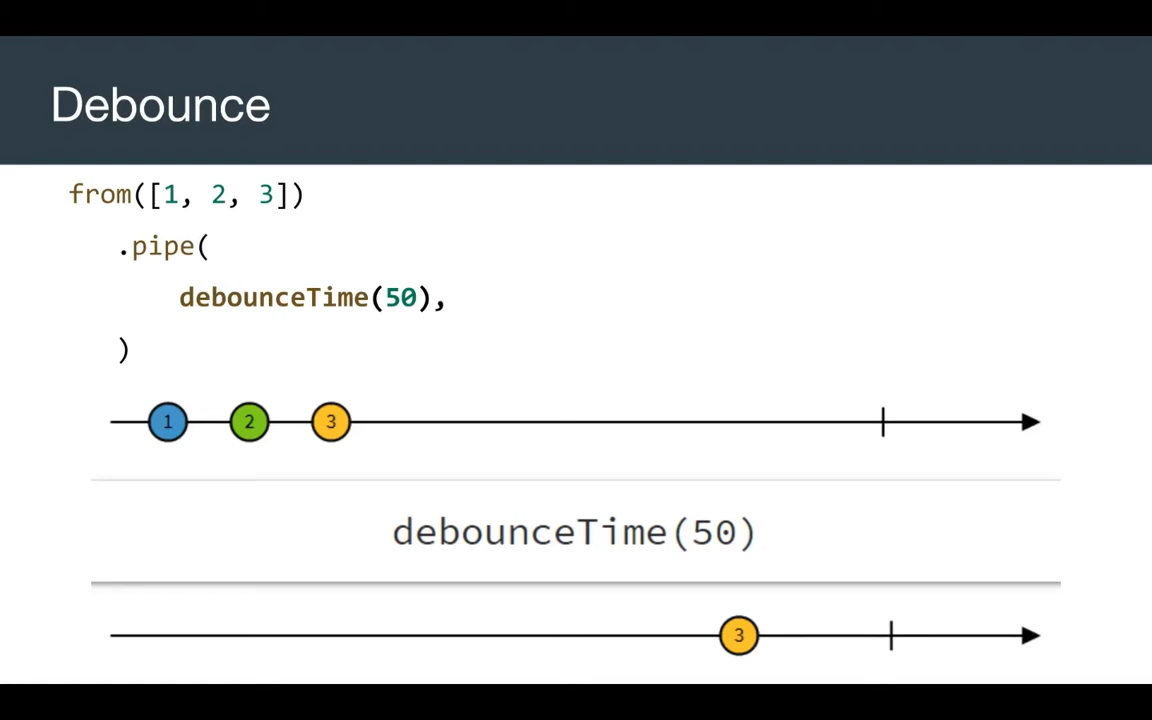 Debounce
from([1, 2, 3])
.pipe(
debounceTime(50),
)
1 2 3
debounceTime(50)
3